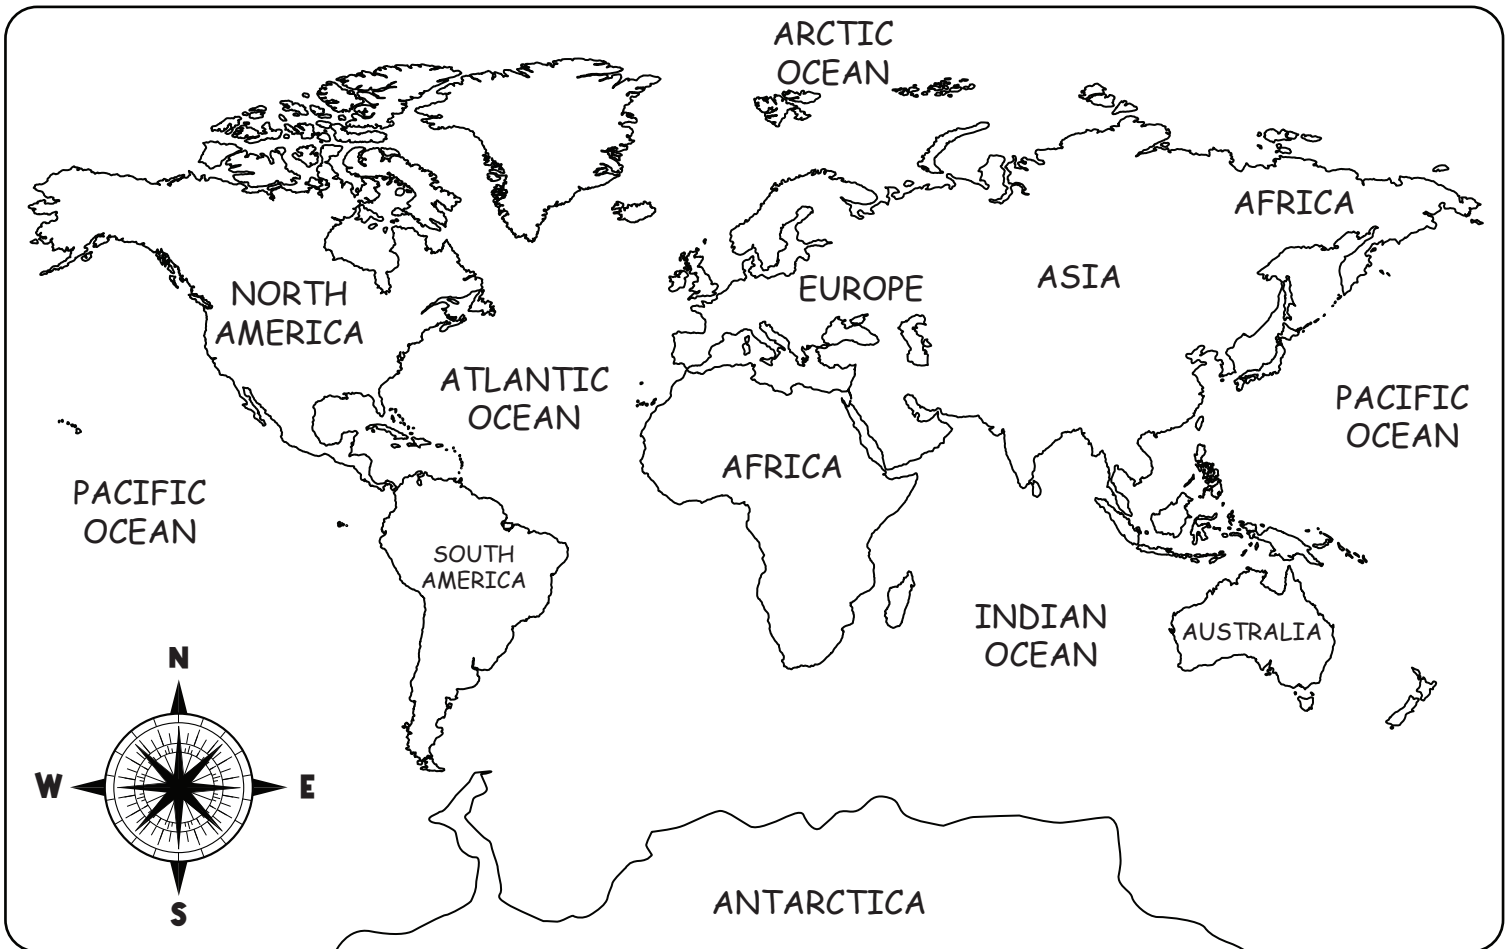 ARCTIC
OCEAN
AFRICA
ASIA
EUROPE
NORTH
AMERICA
ATLANTIC
OCEAN
PACIFIC
OCEAN
AFRICA
PACIFIC
OCEAN
SOUTH
AMERICA
INDIAN
OCEAN
AUSTRALIA
N
W
E
S
ANTARCTICA